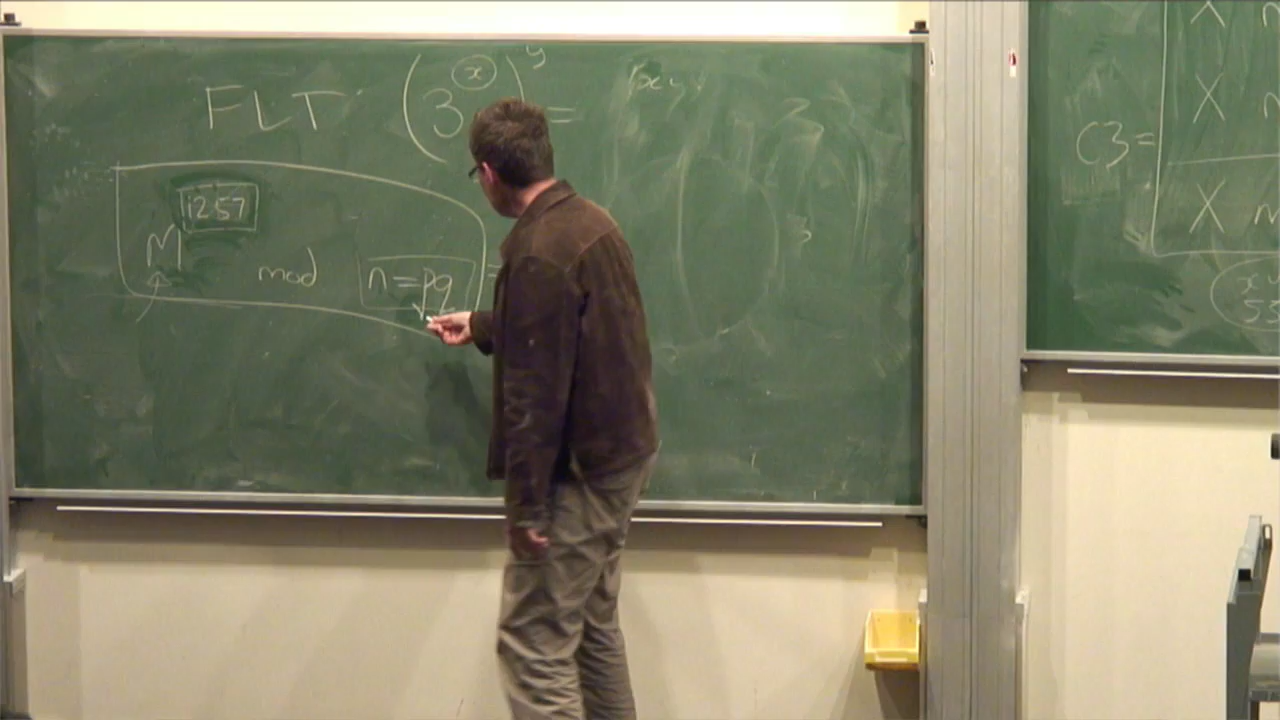 FLT (3^x)^y =
1257
M mod n=pq =
C3=
X
X
X